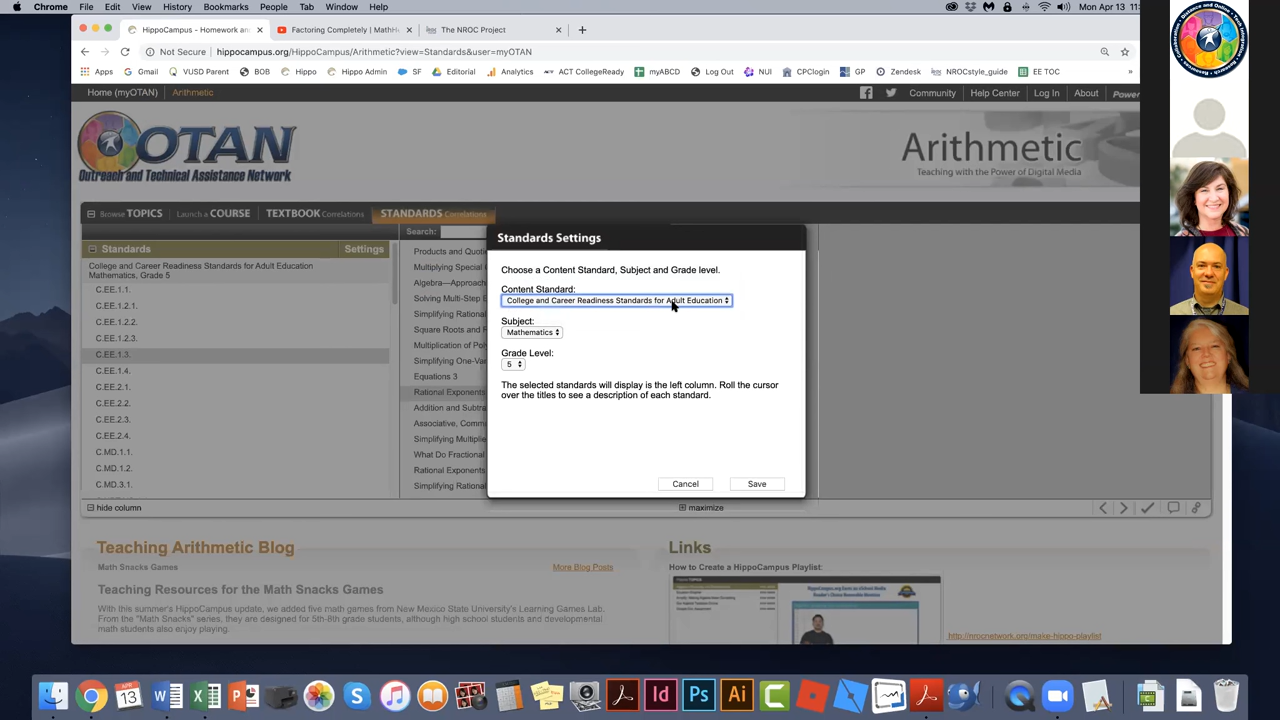 Chrome File Edit View History Bookmarks People Tab Window Help
Mon Apr 13 11:
HippoCampus - Homework an
Factoring Completely | MathH
The NROC Project
Not Secure hippocampus.org/HippoCampus/Arithmetic?view=Standards&user=myOTAN
Apps Gmail VUSD Parent BOB Hippo Hippo Admin SF Editorial Analytics ACT CollegeReady myABCD Log Out NUI CPClogin GP Zendesk NROCstyle_guide EE TOC »
Home (myOTAN) Arithmetic
Community Help Center Log In About Power
OTAN
Outreach and Technical Assistance Network
Arithmetic
Teaching with the Power of Digital Media
Browse TOPICS Launch a COURSE TEXTBOOK Correlations STANDARDS Correlations
Standards Settings
Search:
College and Career Readiness Standards for Adult Education
Mathematics, Grade 5
C.EE.1.1.
C.EE.1.2.1.
C.EE.1.2.2.
C.EE.1.2.3.
C.EE.1.3.
C.EE.1.4.
C.EE.2.1.
C.EE.2.2.
C.EE.2.3.
C.EE.2.4.
C.MD.1.1.
C.MD.1.2.
C.MD.3.1.
Products and Quoti
Multiplying Special
Algebra—Approach
Solving Multi-Step E
Simplifying Rational
Square Roots and F
Multiplication of Poly
Simplifying One-Var
Equations 3
Rational Exponents
Addition and Subtra
Associative, Commu
Simplifying Multiple
What Do Fractional
Rational Exponents
Simplifying Rational
Standards Settings
Choose a Content Standard, Subject and Grade level.
Content Standard:
College and Career Readiness Standards for Adult Education
Subject:
Mathematics
Grade Level:
5
The selected standards will display is the left column. Roll the cursor
over the titles to see a description of each standard.
Cancel Save
hide column
maximize
Teaching Arithmetic Blog
Math Snacks Games
More Blog Posts
Teaching Resources for the Math Snacks Games
With this summer's HippoCampus update, we added five math games from New Mexico State University's Learning Games Lab.
From the "Math Snacks" series, they are designed for 5th-8th grade students, although high school students and developmental
math students also enjoy playing.
Links
How to Create a HippoCampus Playlist:
http://nrocnetwork.org/make-hippo-playlist
APR
13
Id Ps Ai